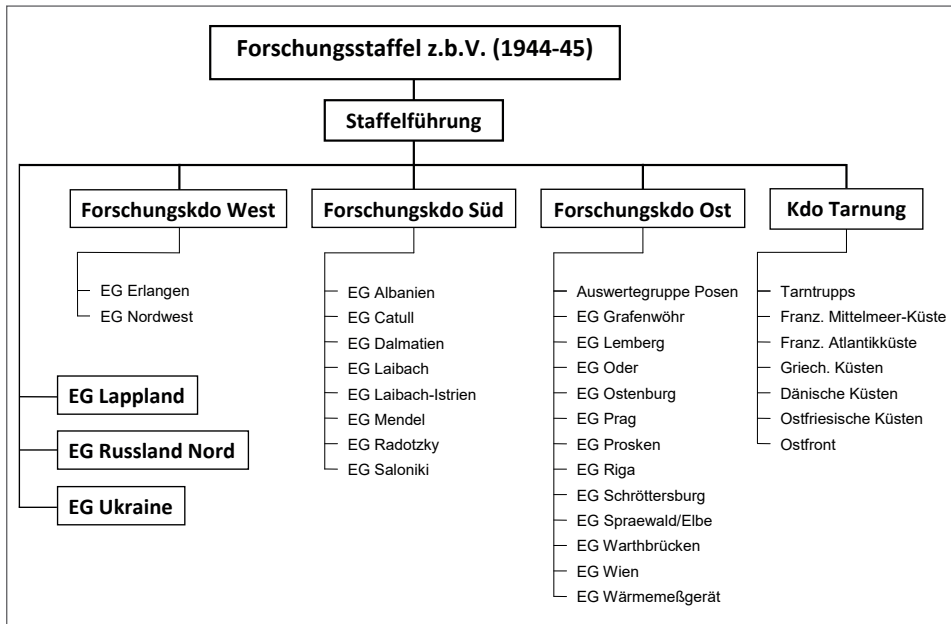 Forschungsstaffel z.b.V. (1944-45)
Staffelführung
Forschungskdo West
EG Erlangen
EG Nordwest
EG Lappland
EG Russland Nord
EG Ukraine
Forschungskdo Süd
EG Albanien
EG Catull
EG Dalmatien
EG Laibach
EG Laibach-Istrien
EG Mendel
EG Radotzky
EG Saloniki
Forschungskdo Ost
Auswertegruppe Posen
EG Grafenwöhr
EG Lemberg
EG Oder
EG Ostenburg
EG Prag
EG Prosken
EG Riga
EG Schröttersburg
EG Spraewald/Elbe
EG Warthbrücken
EG Wien
EG Wärmemeßgerät
Kdo Tarnung
Tarntrupps
Franz. Mittelmeer-Küste
Franz. Atlantikküste
Griech. Küsten
Dänische Küsten
Ostfriesische Küsten
Ostfront